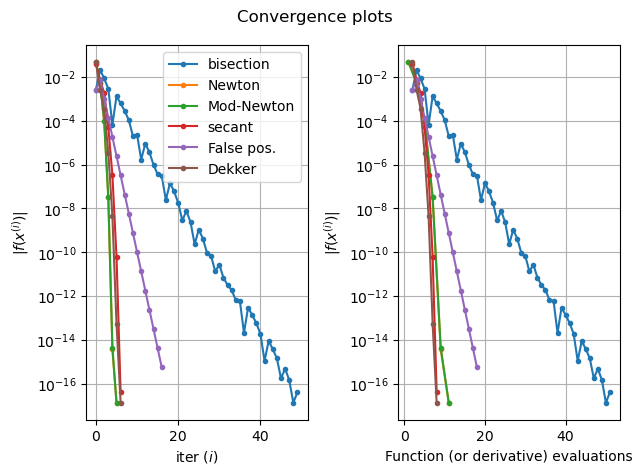 Convergence plots
|f(x^(i))|
10^−2
10^−4
10^−6
10^−8
10^−10
10^−12
10^−14
10^−16
0 20 40
iter (i)
bisection
Newton
Mod-Newton
secant
False pos.
Dekker
|f(x^(i))|
10^−2
10^−4
10^−6
10^−8
10^−10
10^−12
10^−14
10^−16
0 20 40
Function (or derivative) evaluations